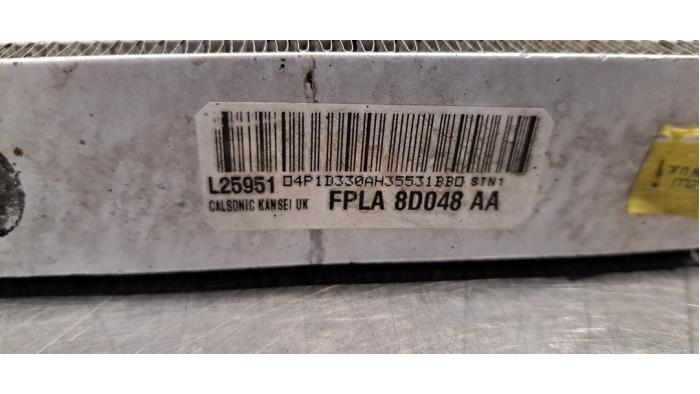 L25951 04P1D330AH35531BB0 STN1
CALSONIC KANSEI UK FPLA 8D048 AA